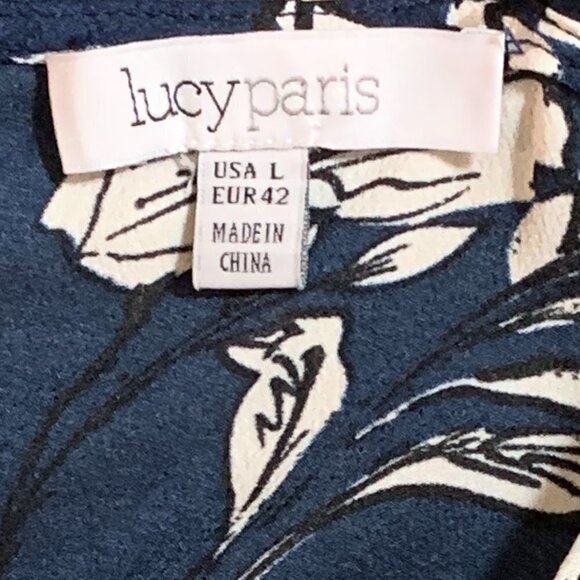 lucyparis
USA L
EUR 42
MADE IN
CHINA